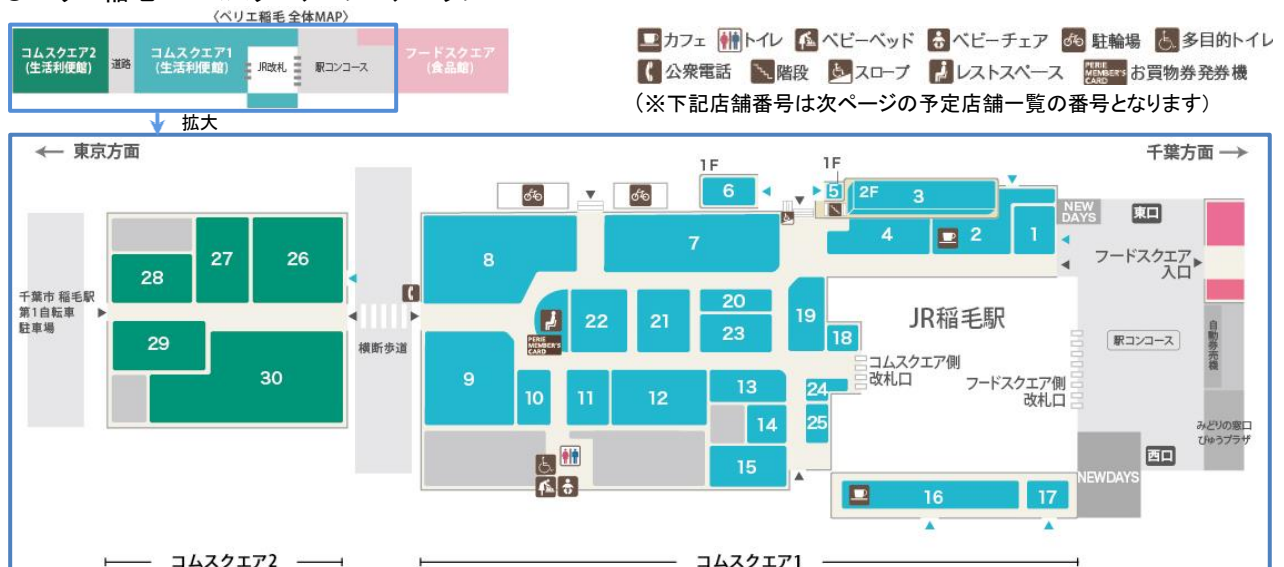 〈ペリエ稲毛 全体MAP〉
コムスクエア2
(生活利便館)
道路
コムスクエア1
(生活利便館)
JR改札
駅コンコース
フードスクエア
(食品館)
カフェ トイレ ベビーベッド ベビーチェア 駐輪場 多目的トイレ
公衆電話 階段 スロープ レストスペース PERIE MEMBER'S CARD お買物券発券機
(※下記店舗番号は次ページの予定店舗一覧の番号となります)
拡大
← 東京方面
千葉方面 →
1F
1F
6
5
2F
3
NEW
DAYS
東口
27
26
28
8
7
4
2
1
フードスクエア
入口
千葉市 稲毛駅
第1自転車
駐車場
22
21
20
23
19
18
JR稲毛駅
横断歩道
PERIE
MEMBER'S
CARD
29
30
9
10
11
12
13
14
15
24
25
コムスクエア側
改札口
フードスクエア側
改札口
駅コンコース
自動券売機
みどりの窓口
びゅうプラザ
西口
NEWDAYS
16
17
コムスクエア2
コムスクエア1